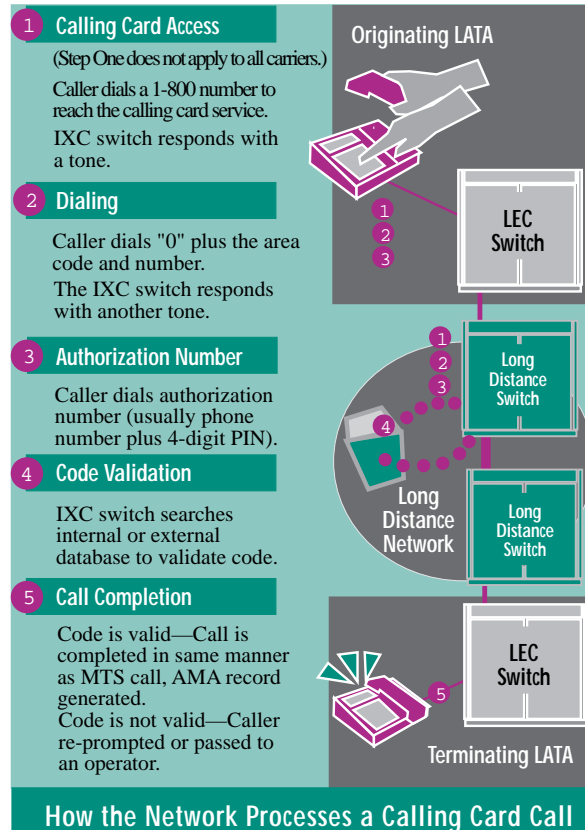 1 Calling Card Access
(Step One does not apply to all carriers.)
Caller dials a 1-800 number to
reach the calling card service.
IXC switch responds with
a tone.
2 Dialing
Caller dials "0" plus the area
code and number.
The IXC switch responds
with another tone.
3 Authorization Number
Caller dials authorization
number (usually phone
number plus 4-digit PIN).
4 Code Validation
IXC switch searches
internal or external
database to validate code.
5 Call Completion
Code is valid—Call is
completed in same manner
as MTS call, AMA record
generated.
Code is not valid—Caller
re-prompted or passed to
an operator.
Originating LATA
1
2
3
LEC
Switch
1
2
3
Long
Distance
Switch
4
Long
Distance
Network
Long
Distance
Switch
LEC
Switch
5
Terminating LATA
How the Network Processes a Calling Card Call